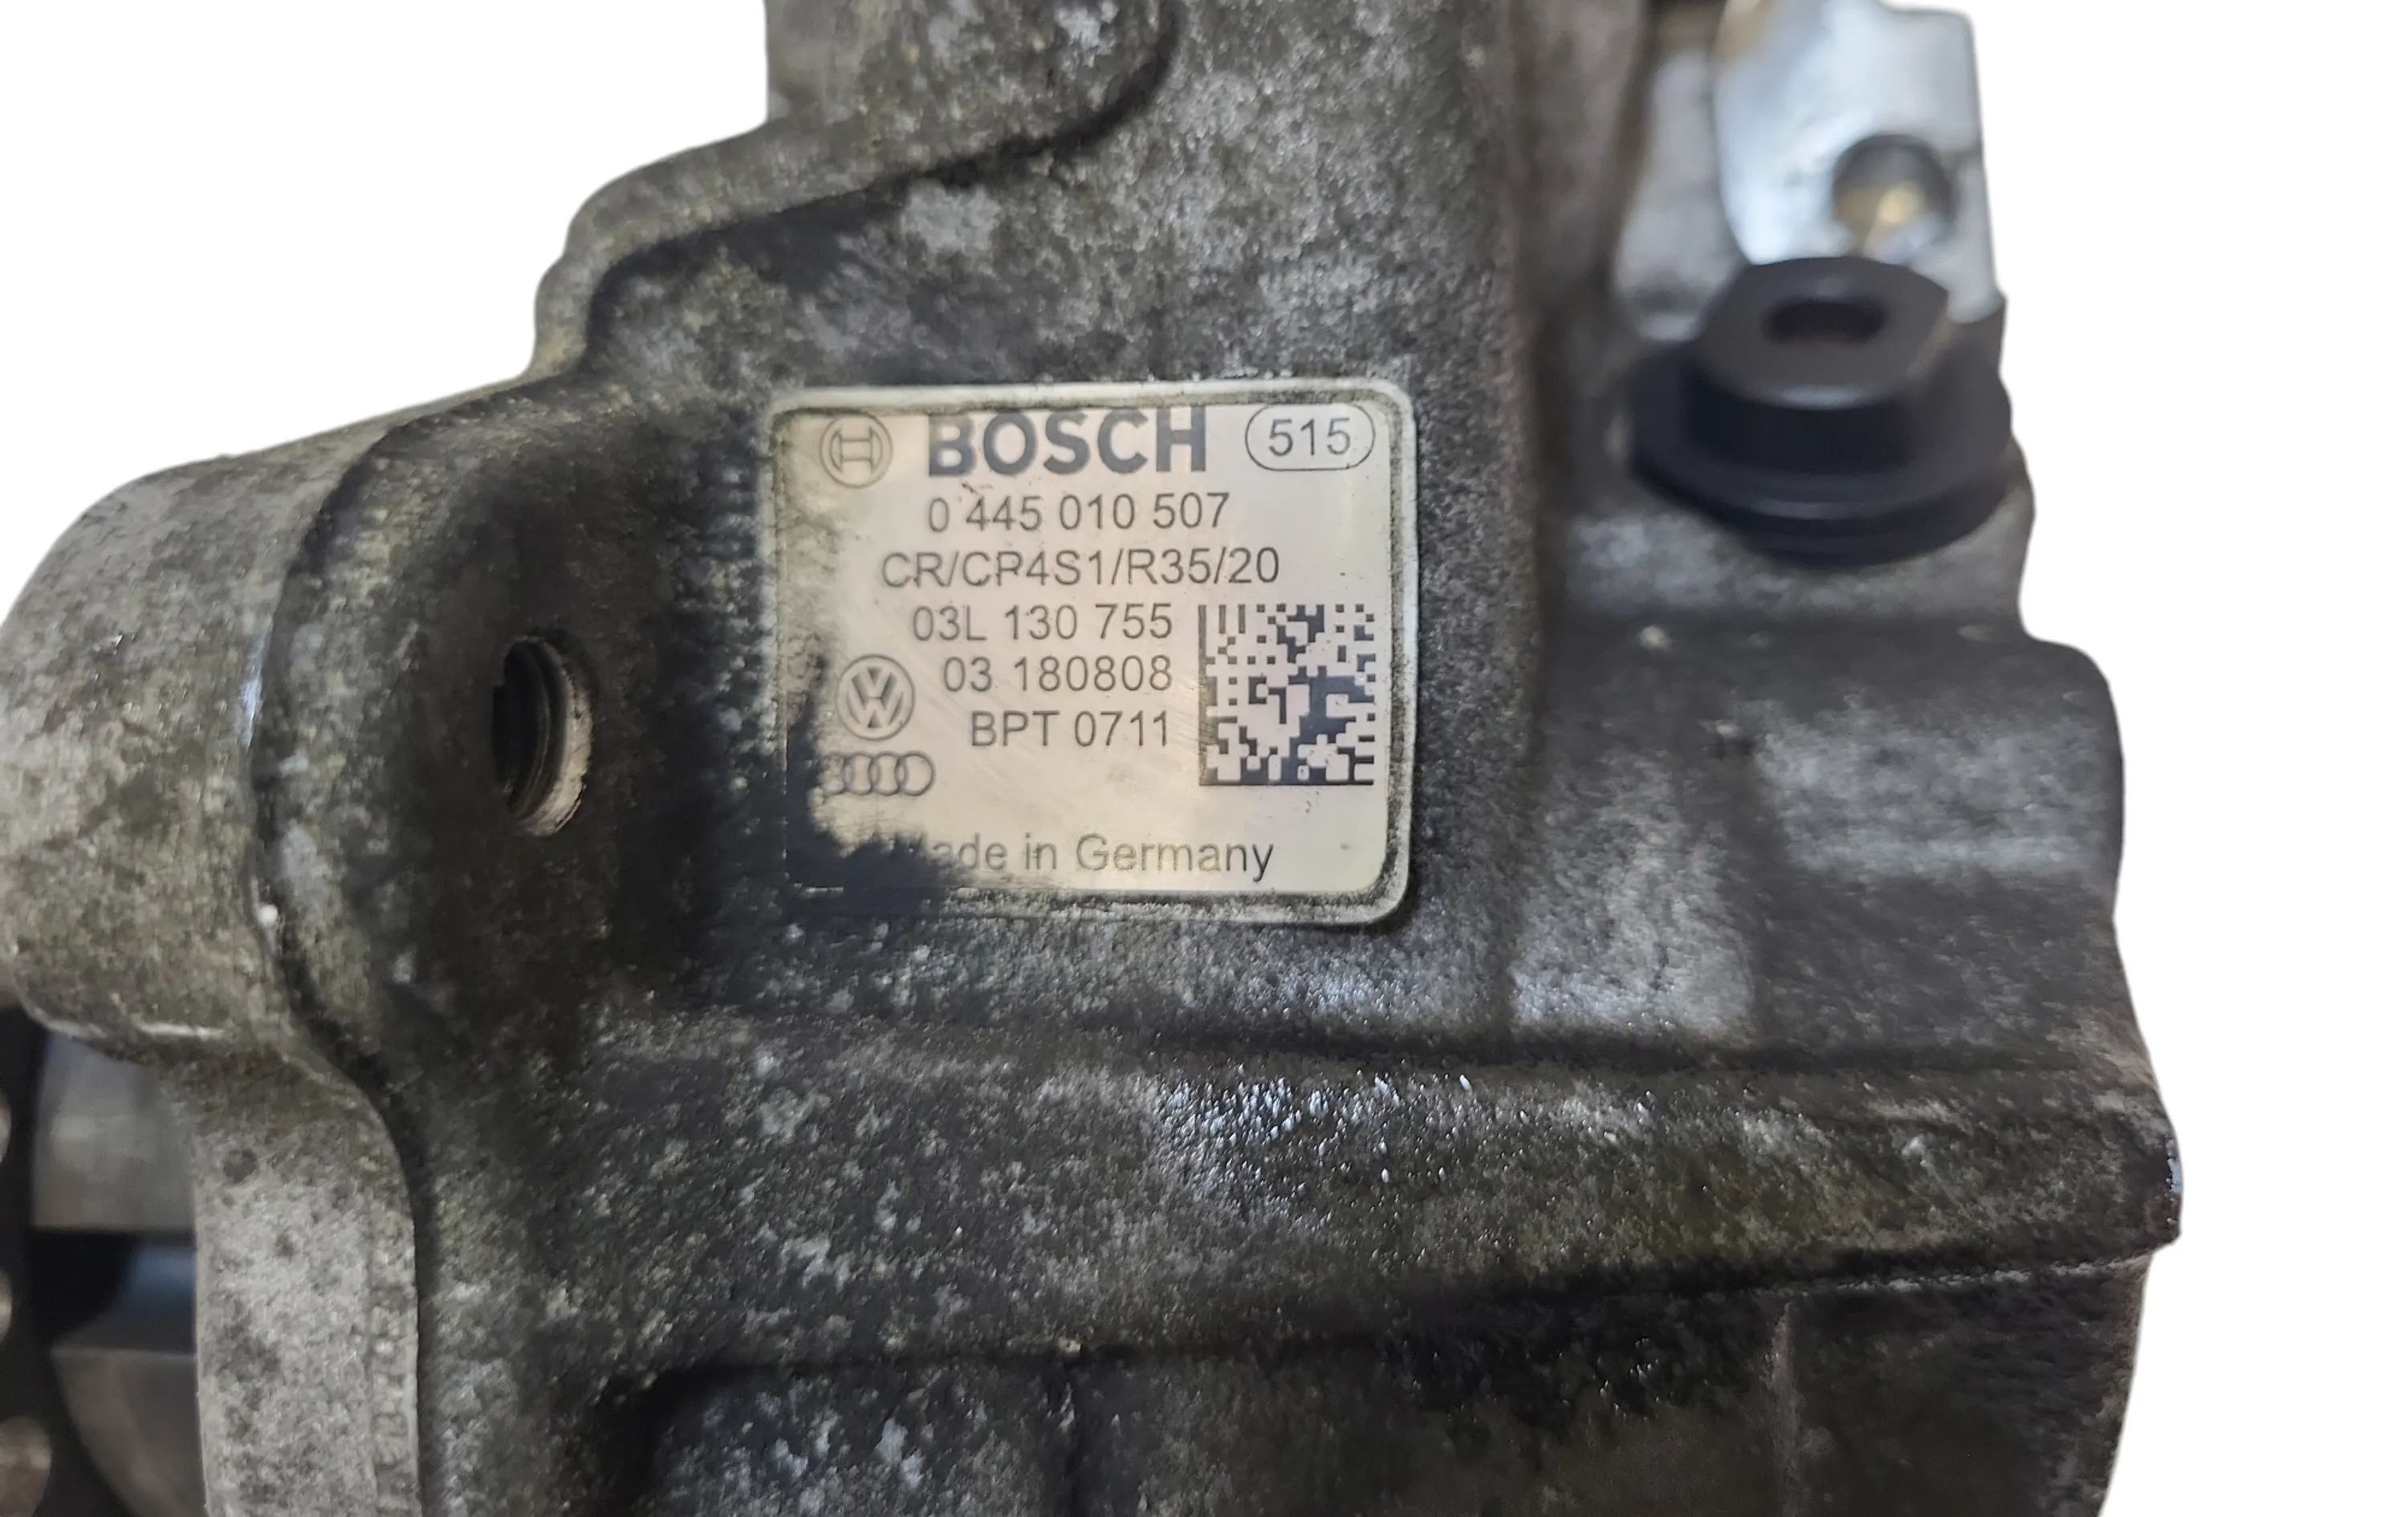 BOSCH 515
0 445 010 507
CR/CP4S1/R35/20
03L 130 755
03 180808
BPT 0711
Made in Germany